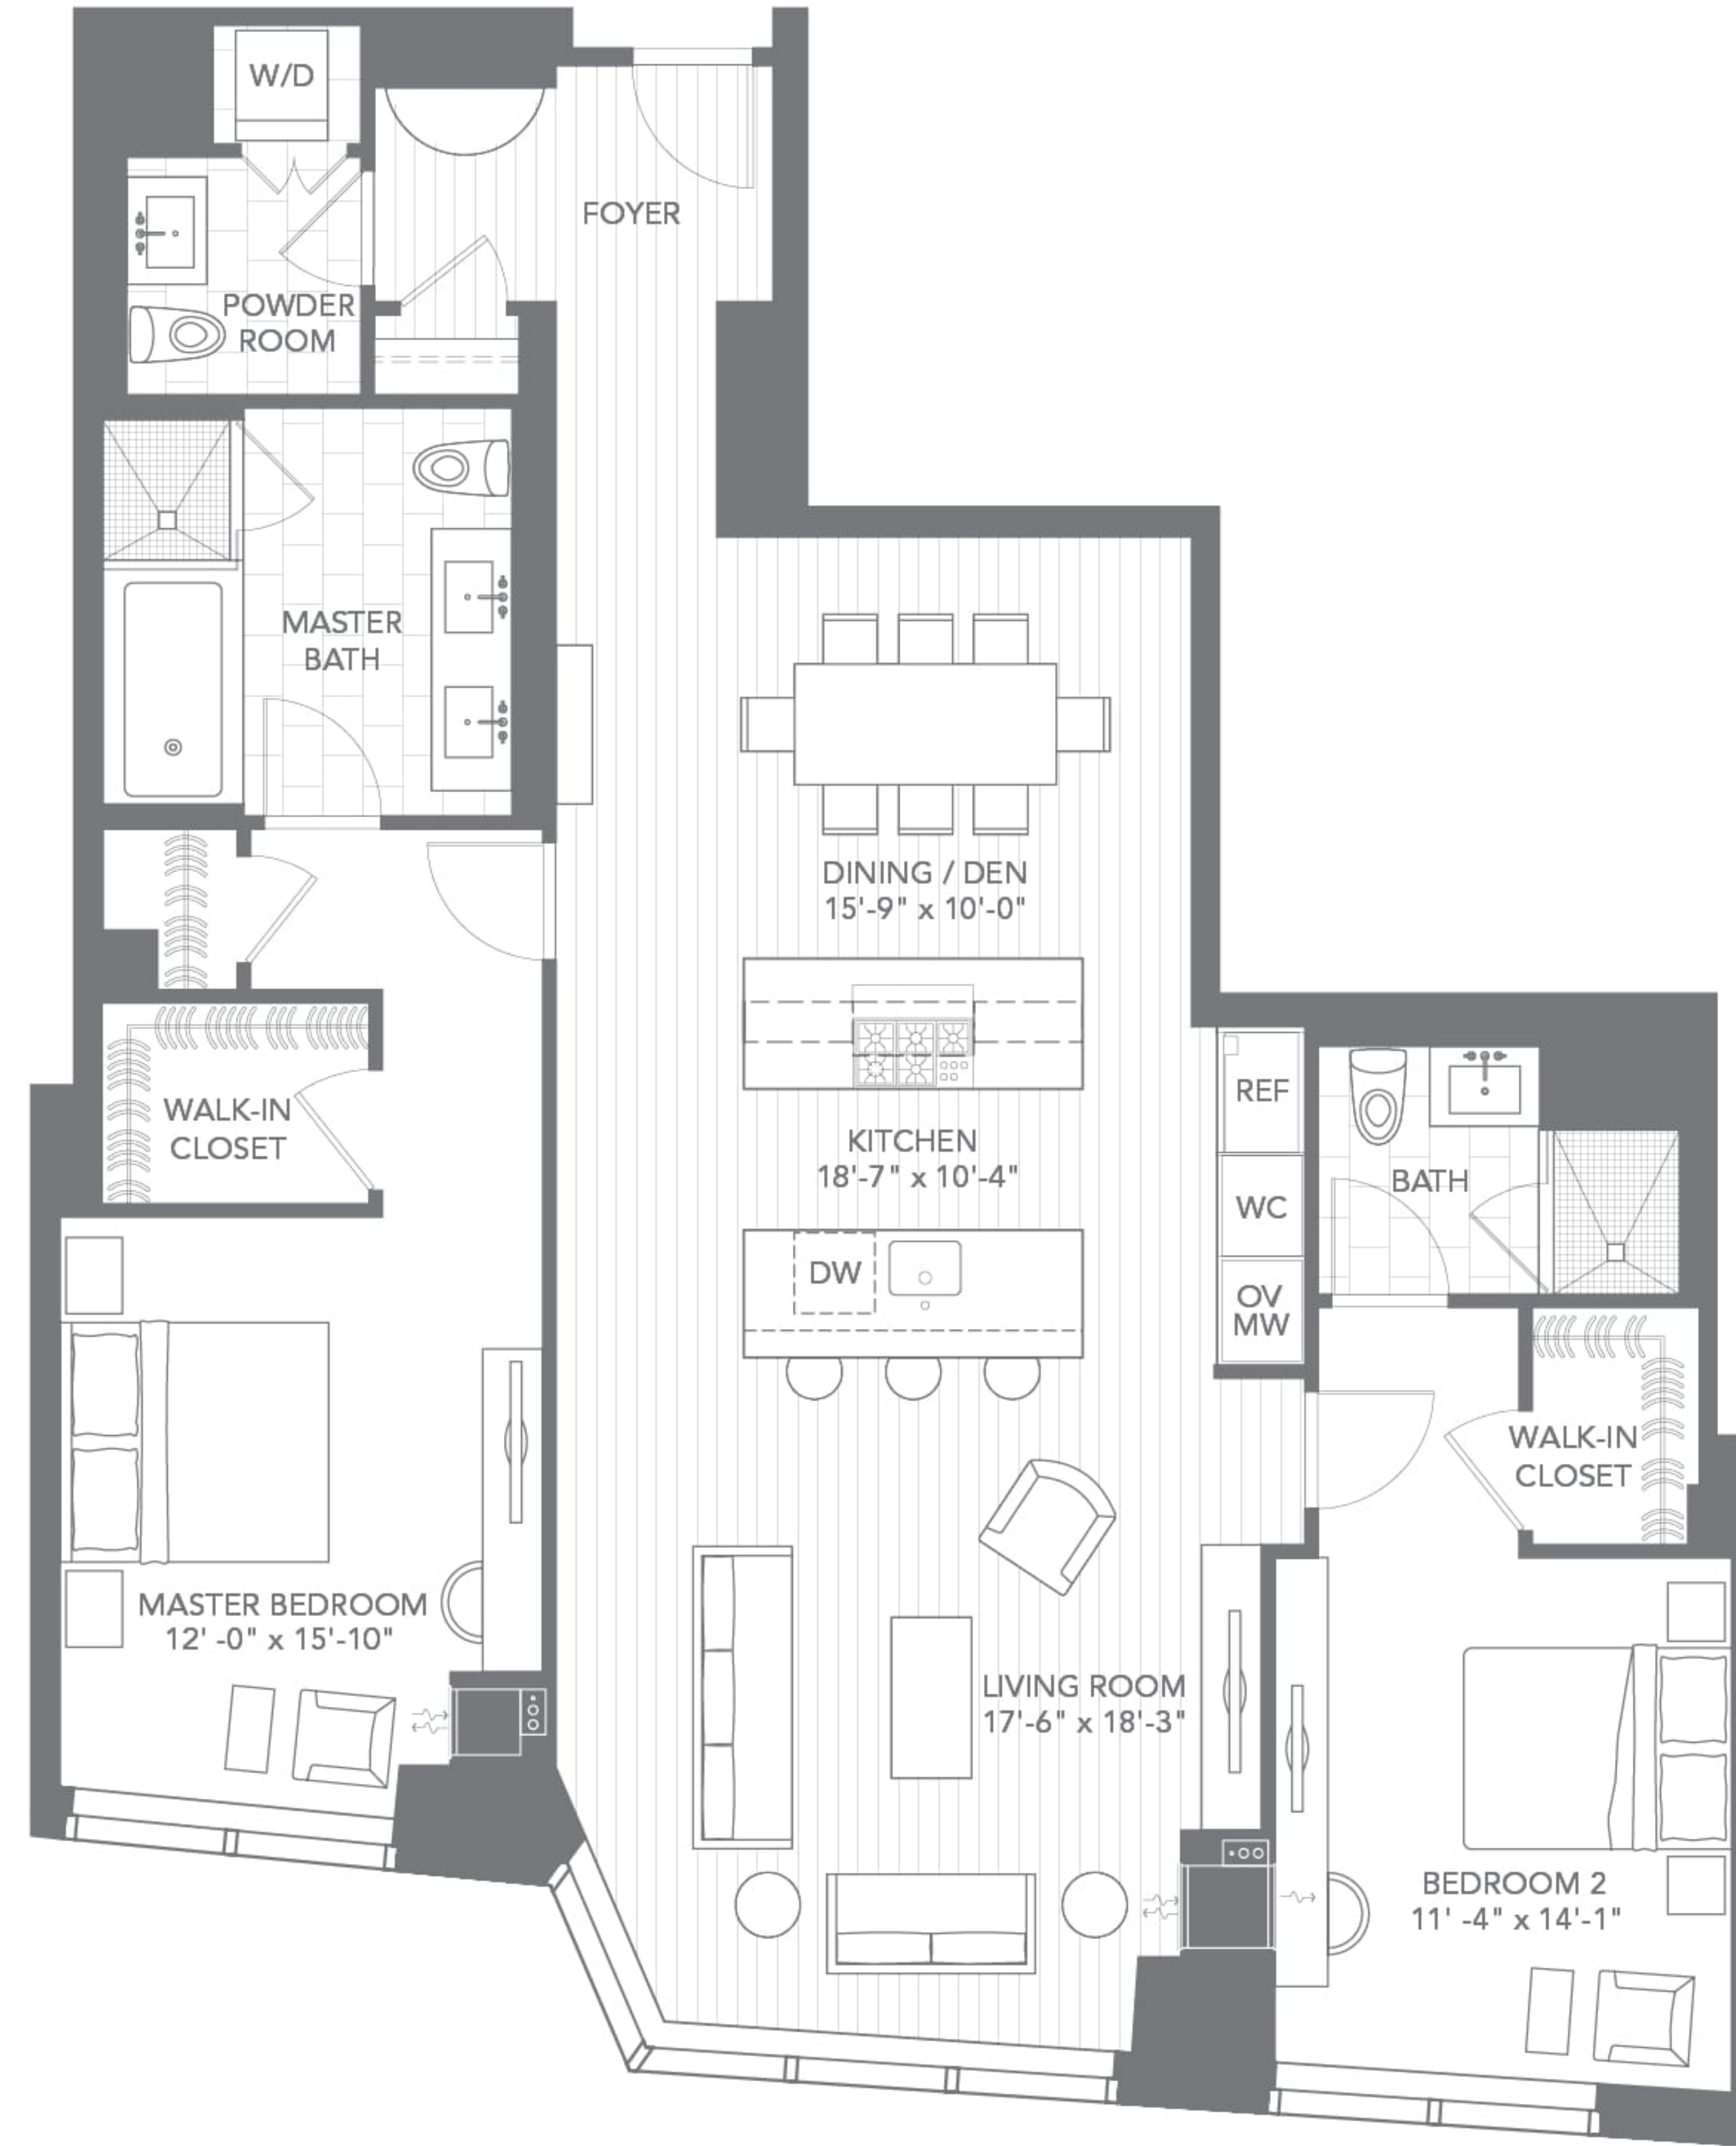 W/D
FOYER
POWDER
ROOM
MASTER
BATH
DINING / DEN
15'-9" x 10'-0"
WALK-IN
CLOSET
REF
KITCHEN
18'-7" x 10'-4"
WC
BATH
DW
OV
MW
WALK-IN
CLOSET
MASTER BEDROOM
12' -0" x 15'-10"
LIVING ROOM
17'-6" x 18'-3"
BEDROOM 2
11' -4" x 14'-1"